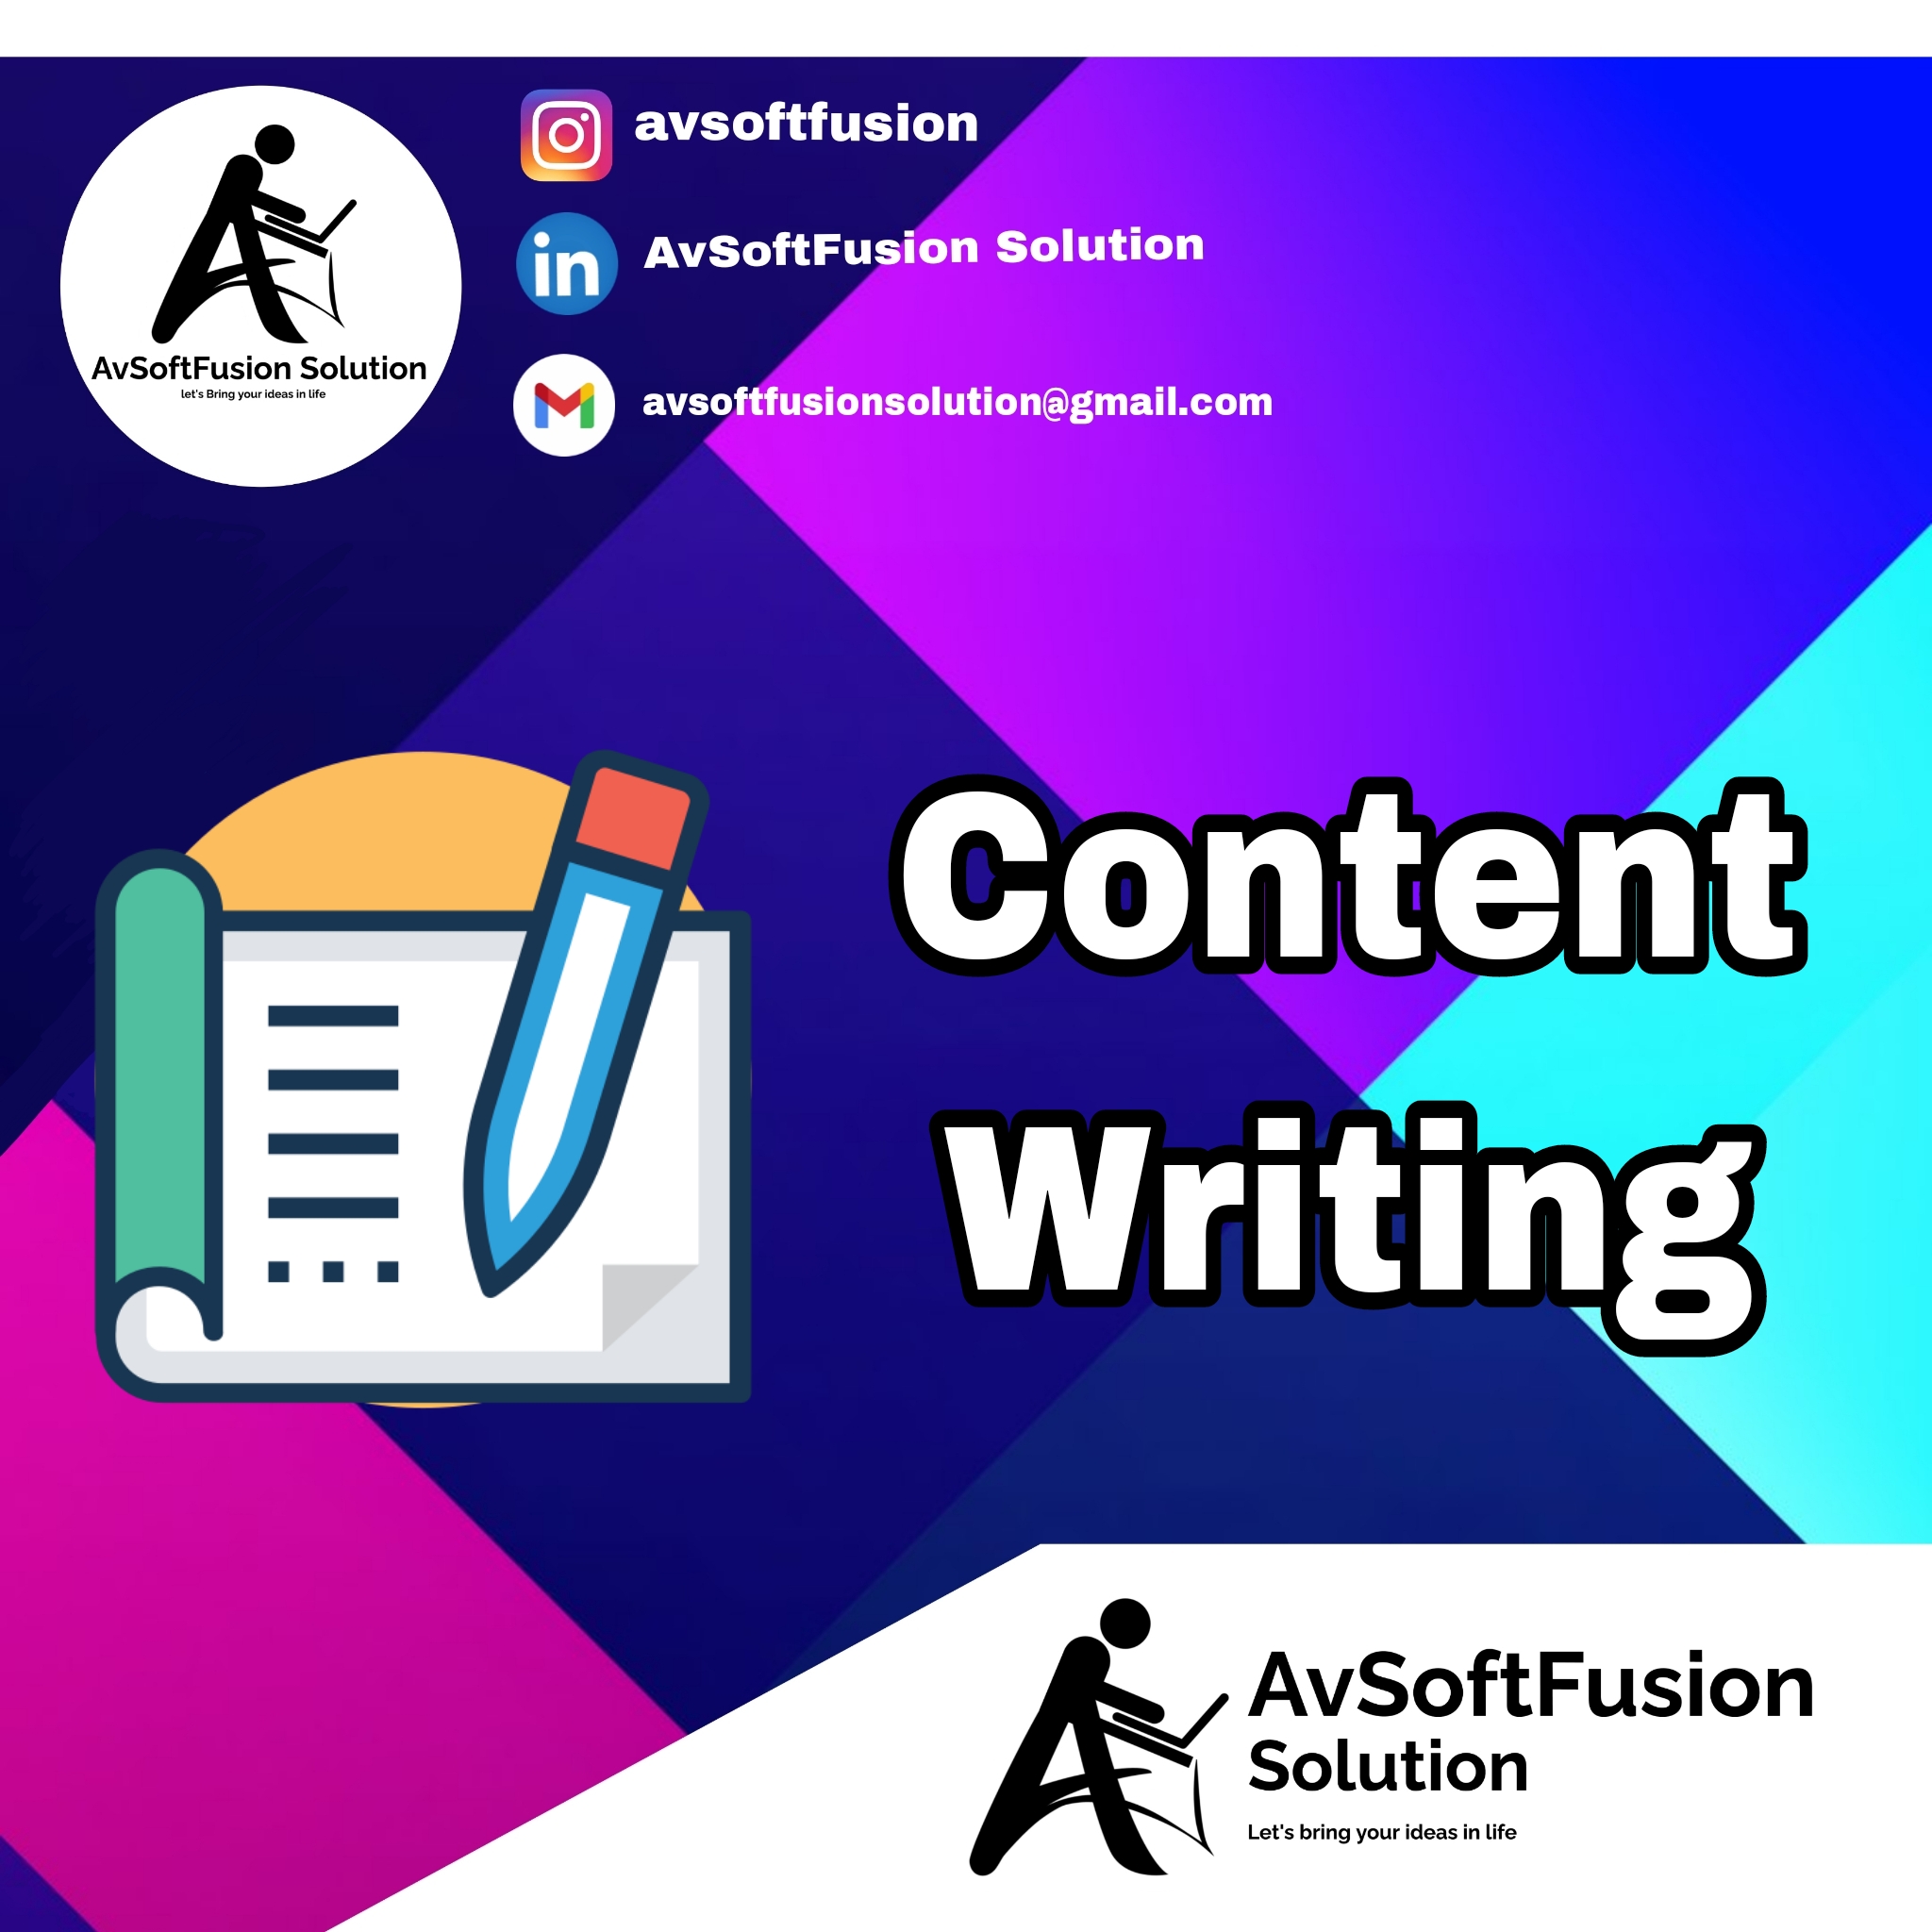 AvSoftFusion Solution
let's Bring your ideas in life
avsoftfusion
in
AvSoftFusion Solution
avsoftfusionsolution@gmail.com
Content
Writing
AvSoftFusion
Solution
Let's bring your ideas in life